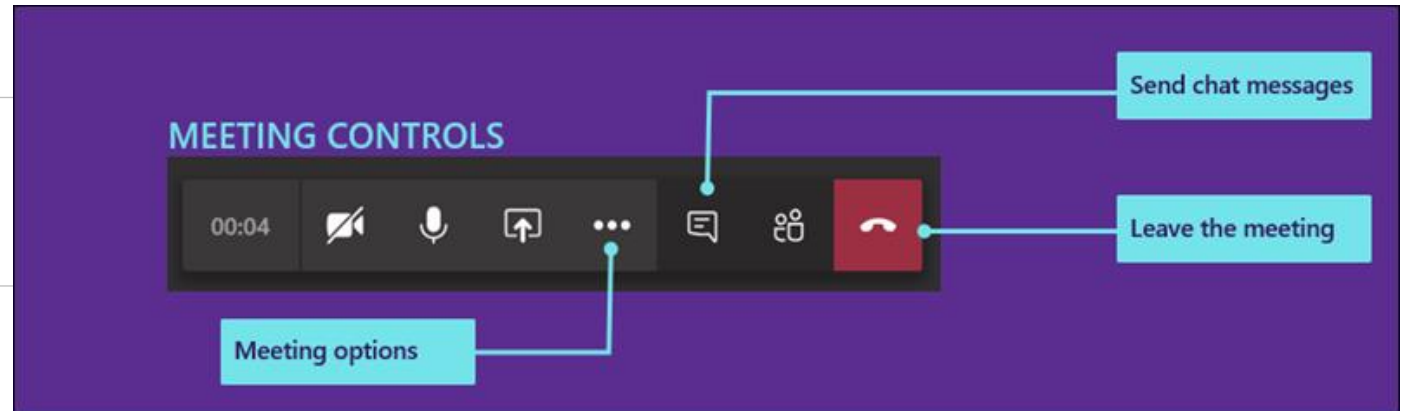 Send chat messages
MEETING CONTROLS
00:04
Leave the meeting
Meeting options